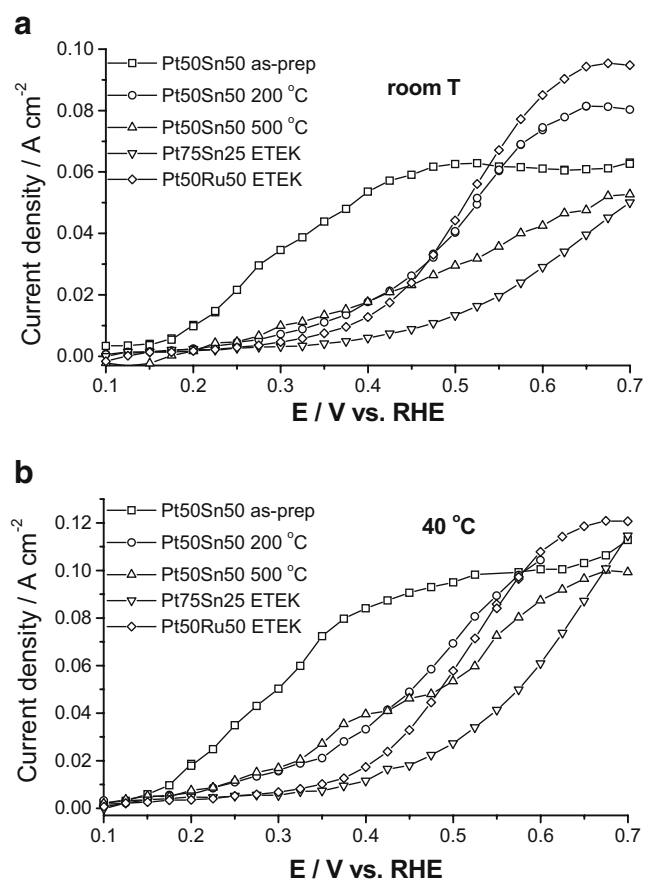 a
0.10
0.08
0.06
0.04
0.02
0.00
Current density / A cm⁻²
Pt50Sn50 as-prep
Pt50Sn50 200 °C
Pt50Sn50 500 °C
Pt75Sn25 ETEK
Pt50Ru50 ETEK
room T
0.1 0.2 0.3 0.4 0.5 0.6 0.7
E / V vs. RHE
b
0.12
0.10
0.08
0.06
0.04
0.02
0.00
Current density / A cm⁻²
Pt50Sn50 as-prep
Pt50Sn50 200 °C
Pt50Sn50 500 °C
Pt75Sn25 ETEK
Pt50Ru50 ETEK
40 °C
0.1 0.2 0.3 0.4 0.5 0.6 0.7
E / V vs. RHE